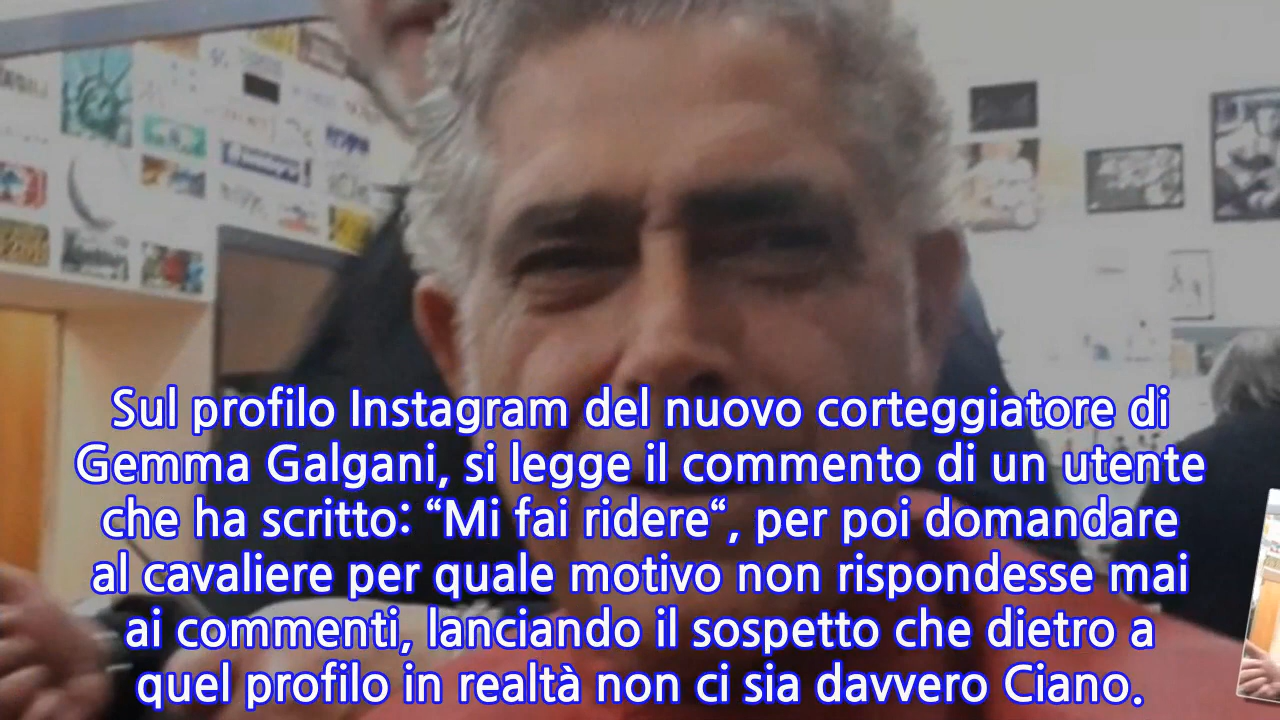 Sul profilo Instagram del nuovo corteggiatore di
Gemma Galgani, si legge il commento di un utente
che ha scritto: “Mi fai ridere“, per poi domandare
al cavaliere per quale motivo non rispondesse mai
ai commenti, lanciando il sospetto che dietro a
quel profilo in realtà non ci sia davvero Ciano.